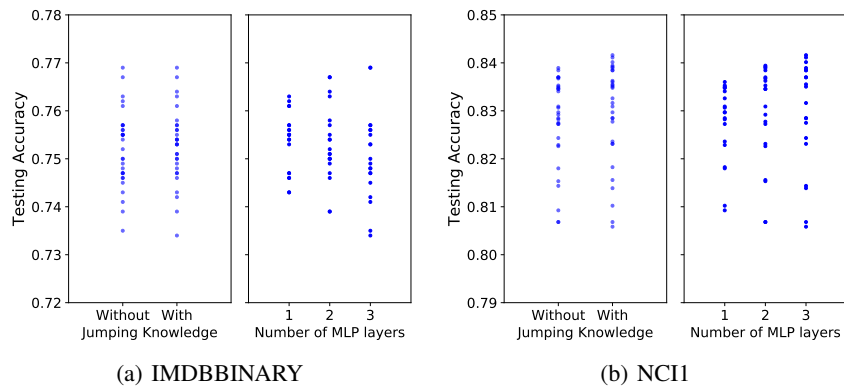 0.78
0.77
0.76
0.75
0.74
0.73
0.72
Testing Accuracy
Without With
Jumping Knowledge
1 2 3
Number of MLP layers
(a) IMDBBINARY
0.85
0.84
0.83
0.82
0.81
0.80
0.79
Testing Accuracy
Without With
Jumping Knowledge
1 2 3
Number of MLP layers
(b) NCI1